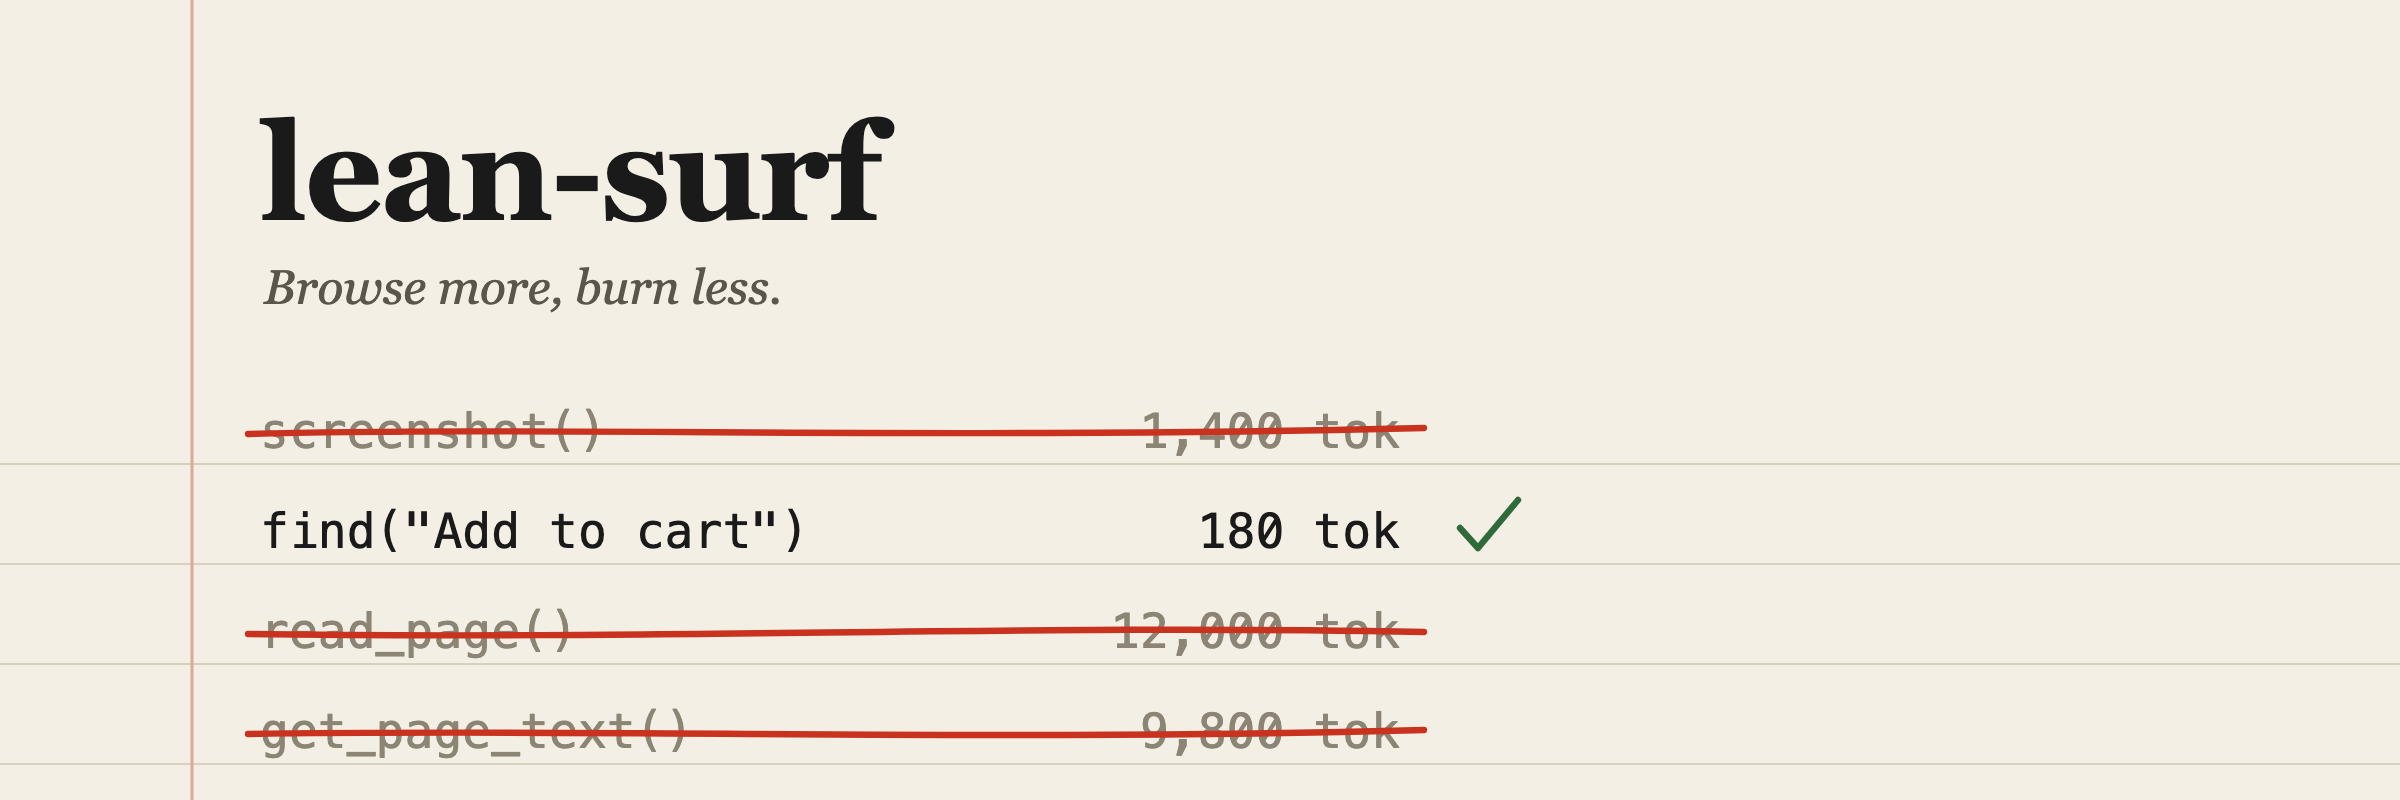 lean-surf
Browse more, burn less.
screenshot() 1,400 tok
find("Add to cart") 180 tok
read_page() 12,000 tok
get_page_text() 9,800 tok